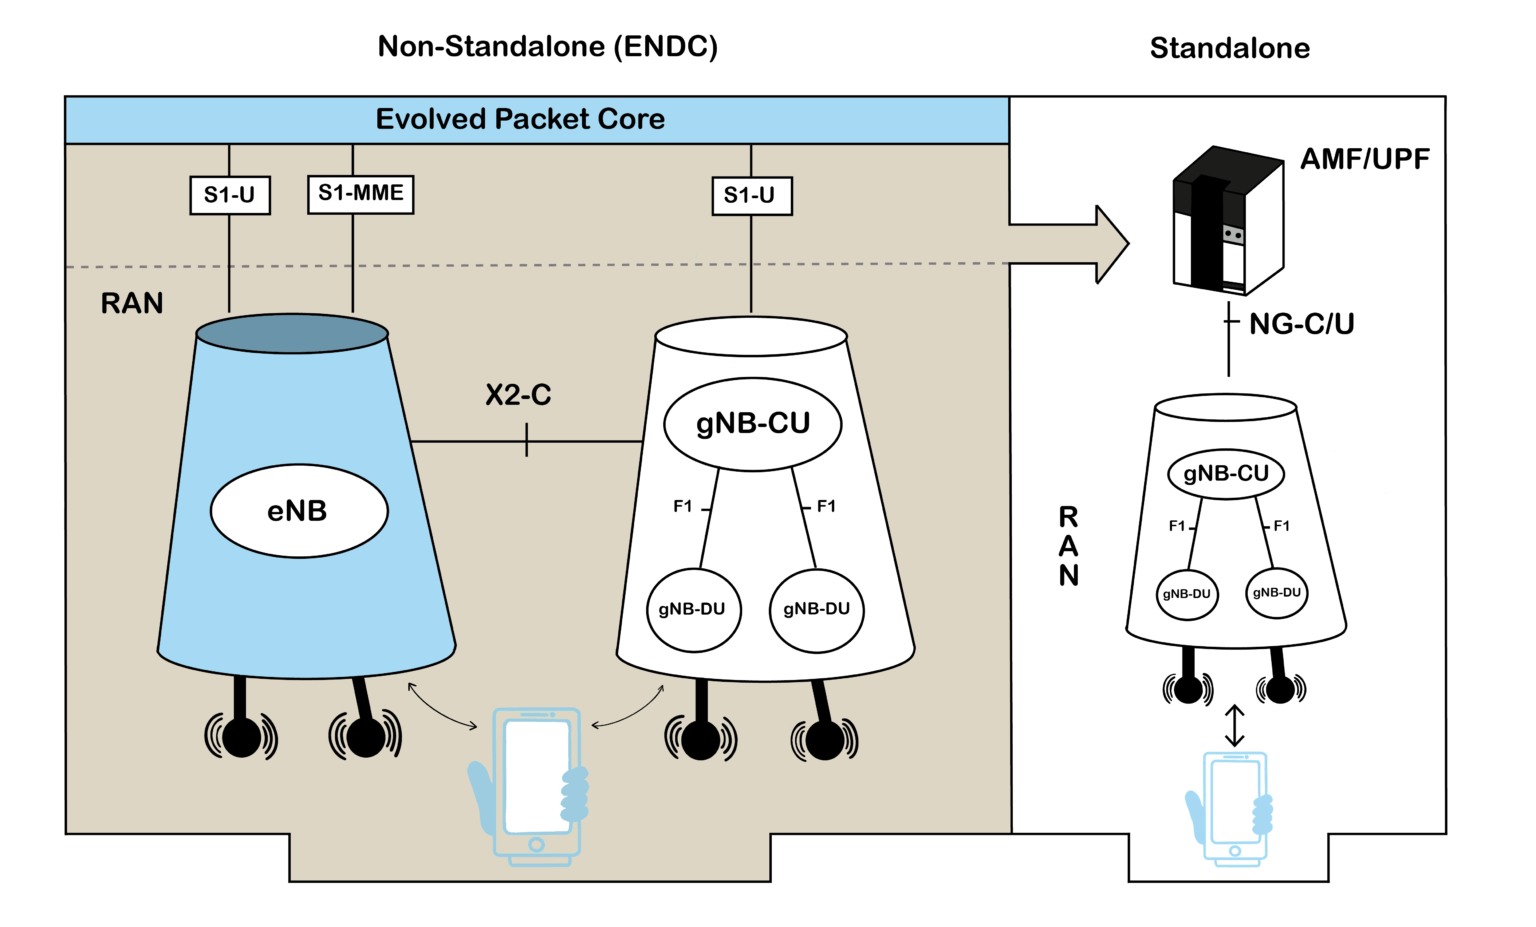 Non-Standalone (ENDC)
Standalone
Evolved Packet Core
S1-U
S1-MME
S1-U
AMF/UPF
RAN
NG-C/U
X2-C
gNB-CU
eNB
F1
F1
gNB-DU
gNB-DU
RAN
gNB-CU
F1
F1
gNB-DU
gNB-DU